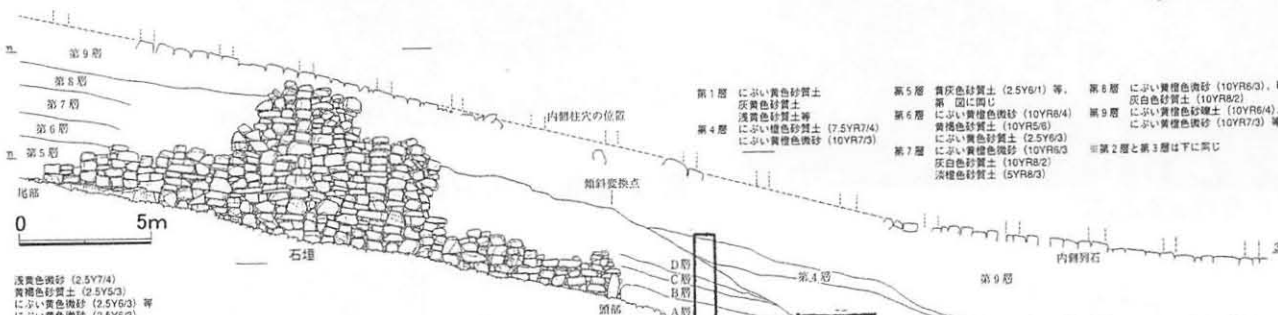 第9層
第8層
第7層
第6層
第5層
尾部
0 5m
石垣
頭部
内側柱穴の位置
傾斜変換点
D層
C層
B層
A層
第4層
第9層
内側列石
第1層 にぶい黄色砂質土
灰黄色砂質土
浅黄色砂質土等
第4層 にぶい橙色砂質土 (7.5YR7/4)
にぶい黄橙色微砂 (10YR7/3)
第5層 黄灰色砂質土 (2.5Y6/1) 等、
第 図に同じ
第6層 にぶい黄橙色微砂 (10YR6/4)
黄褐色砂質土 (10YR5/6)
にぶい黄色砂質土 (2.5Y6/3)
第7層 にぶい黄橙色微砂 (10YR6/3
灰白色砂質土 (10YR8/2)
淡橙色砂質土 (5YR8/3)
第8層 にぶい黄橙色微砂 (10YR6/3)、
灰白色砂質土 (10YR8/2)
第9層 にぶい黄橙色砂礫土 (10YR6/4)
にぶい黄橙色微砂 (10YR7/3) 等
※第2層と第3層は下に同じ
浅黄色微砂 (2.5Y7/4)
黄褐色砂質土 (2.5Y5/3)
にぶい黄色微砂 (2.5Y6/3) 等